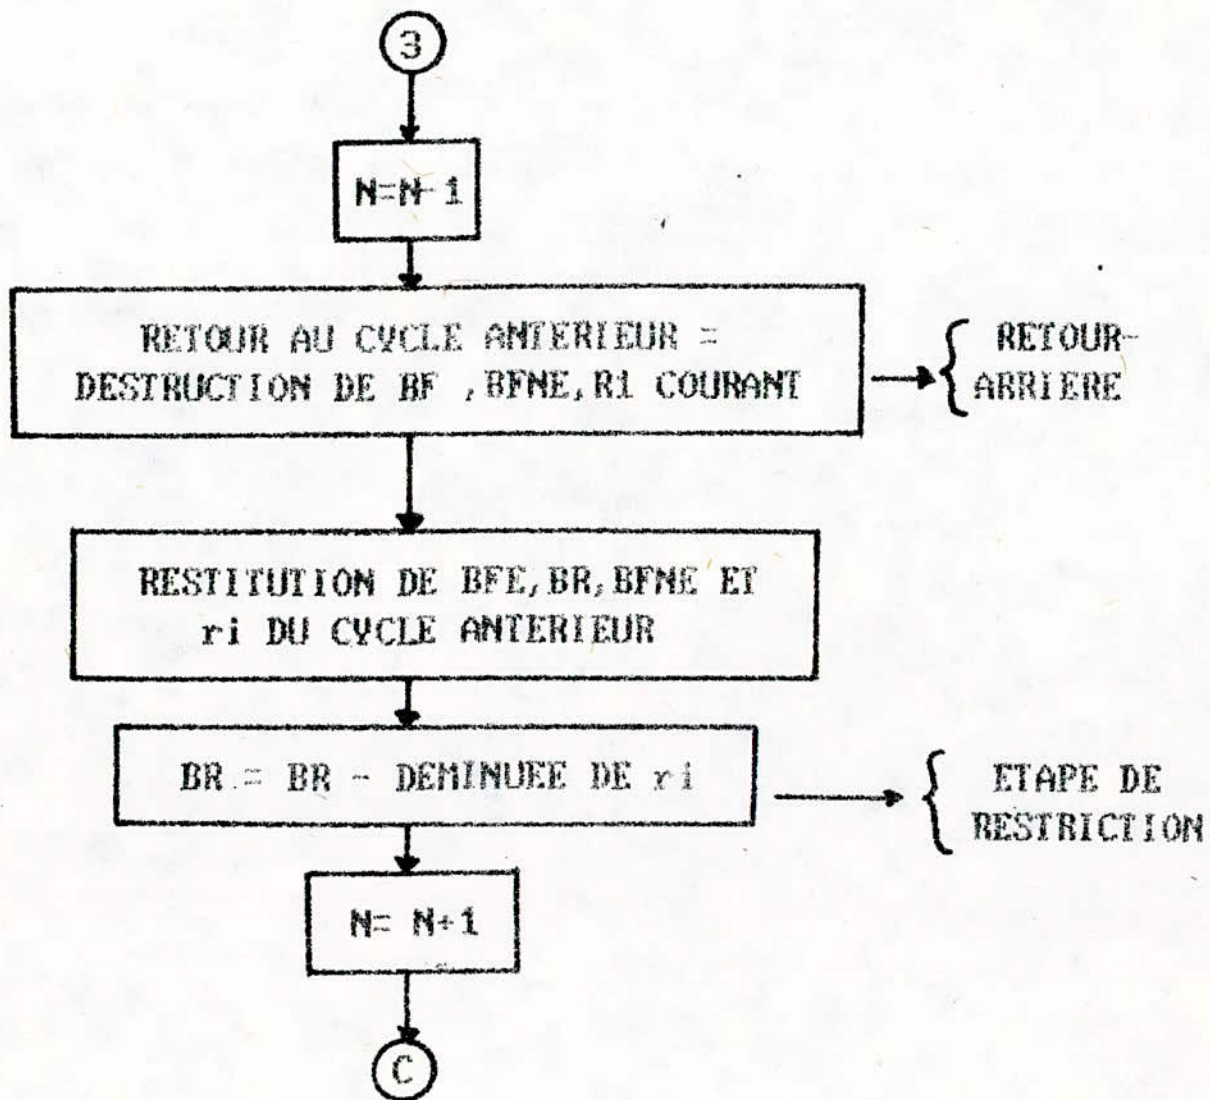 3
N=N-1
RETOUR AU CYCLE ANTERIEUR =
DESTRUCTION DE BF ,BFNE,R1 COURANT
RETOUR-
ARRIERE
RESTITUTION DE BFE,BR,BFNE ET
ri DU CYCLE ANTERIEUR
BR = BR - DEMINUEE DE ri
ETAPE DE
RESTRICTION
N= N+1
C